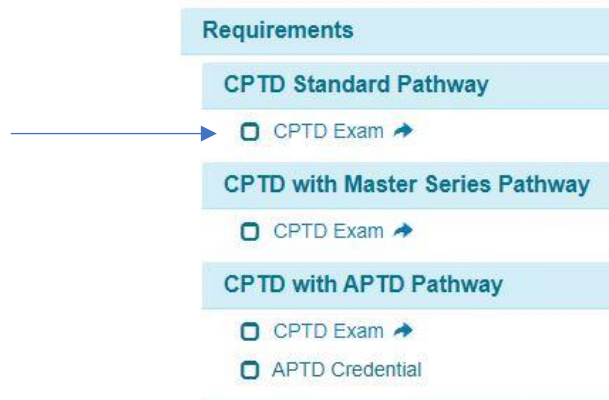 Requirements
CPTD Standard Pathway
CPTD Exam
CPTD with Master Series Pathway
CPTD Exam
CPTD with APTD Pathway
CPTD Exam
APTD Credential